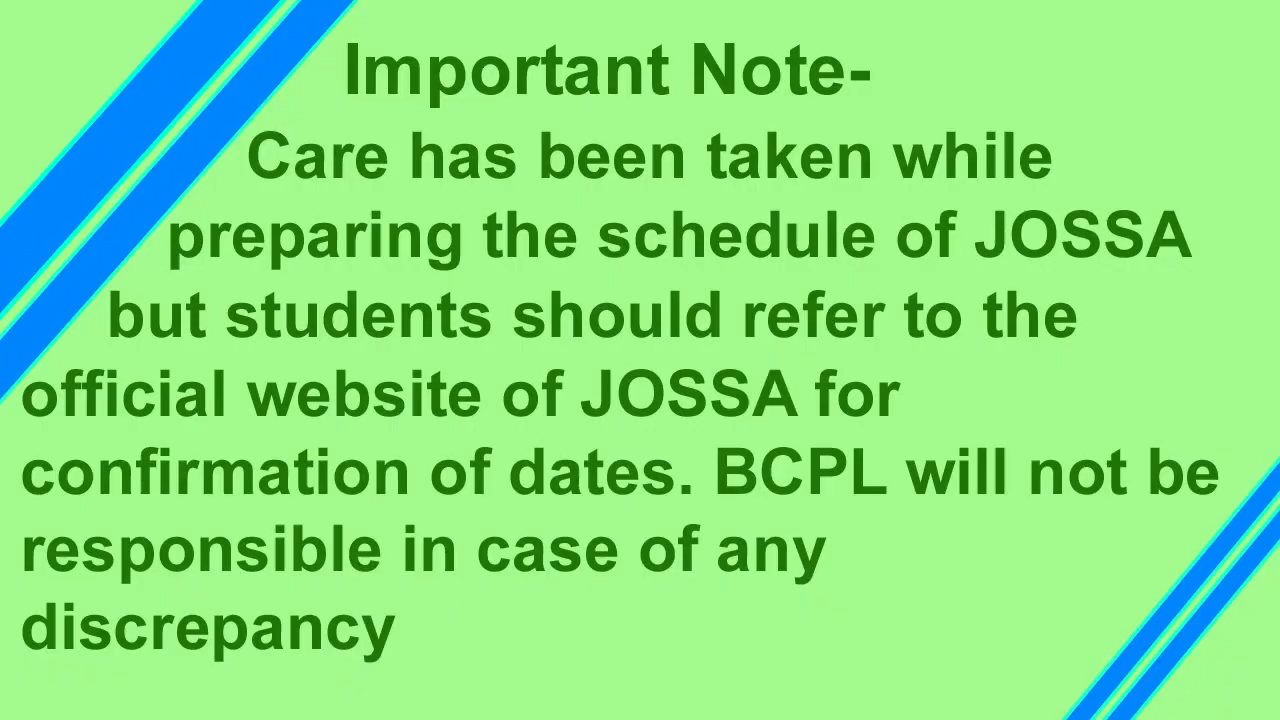 Important Note-
Care has been taken while
preparing the schedule of JOSSA
but students should refer to the
official website of JOSSA for
confirmation of dates. BCPL will not be
responsible in case of any
discrepancy